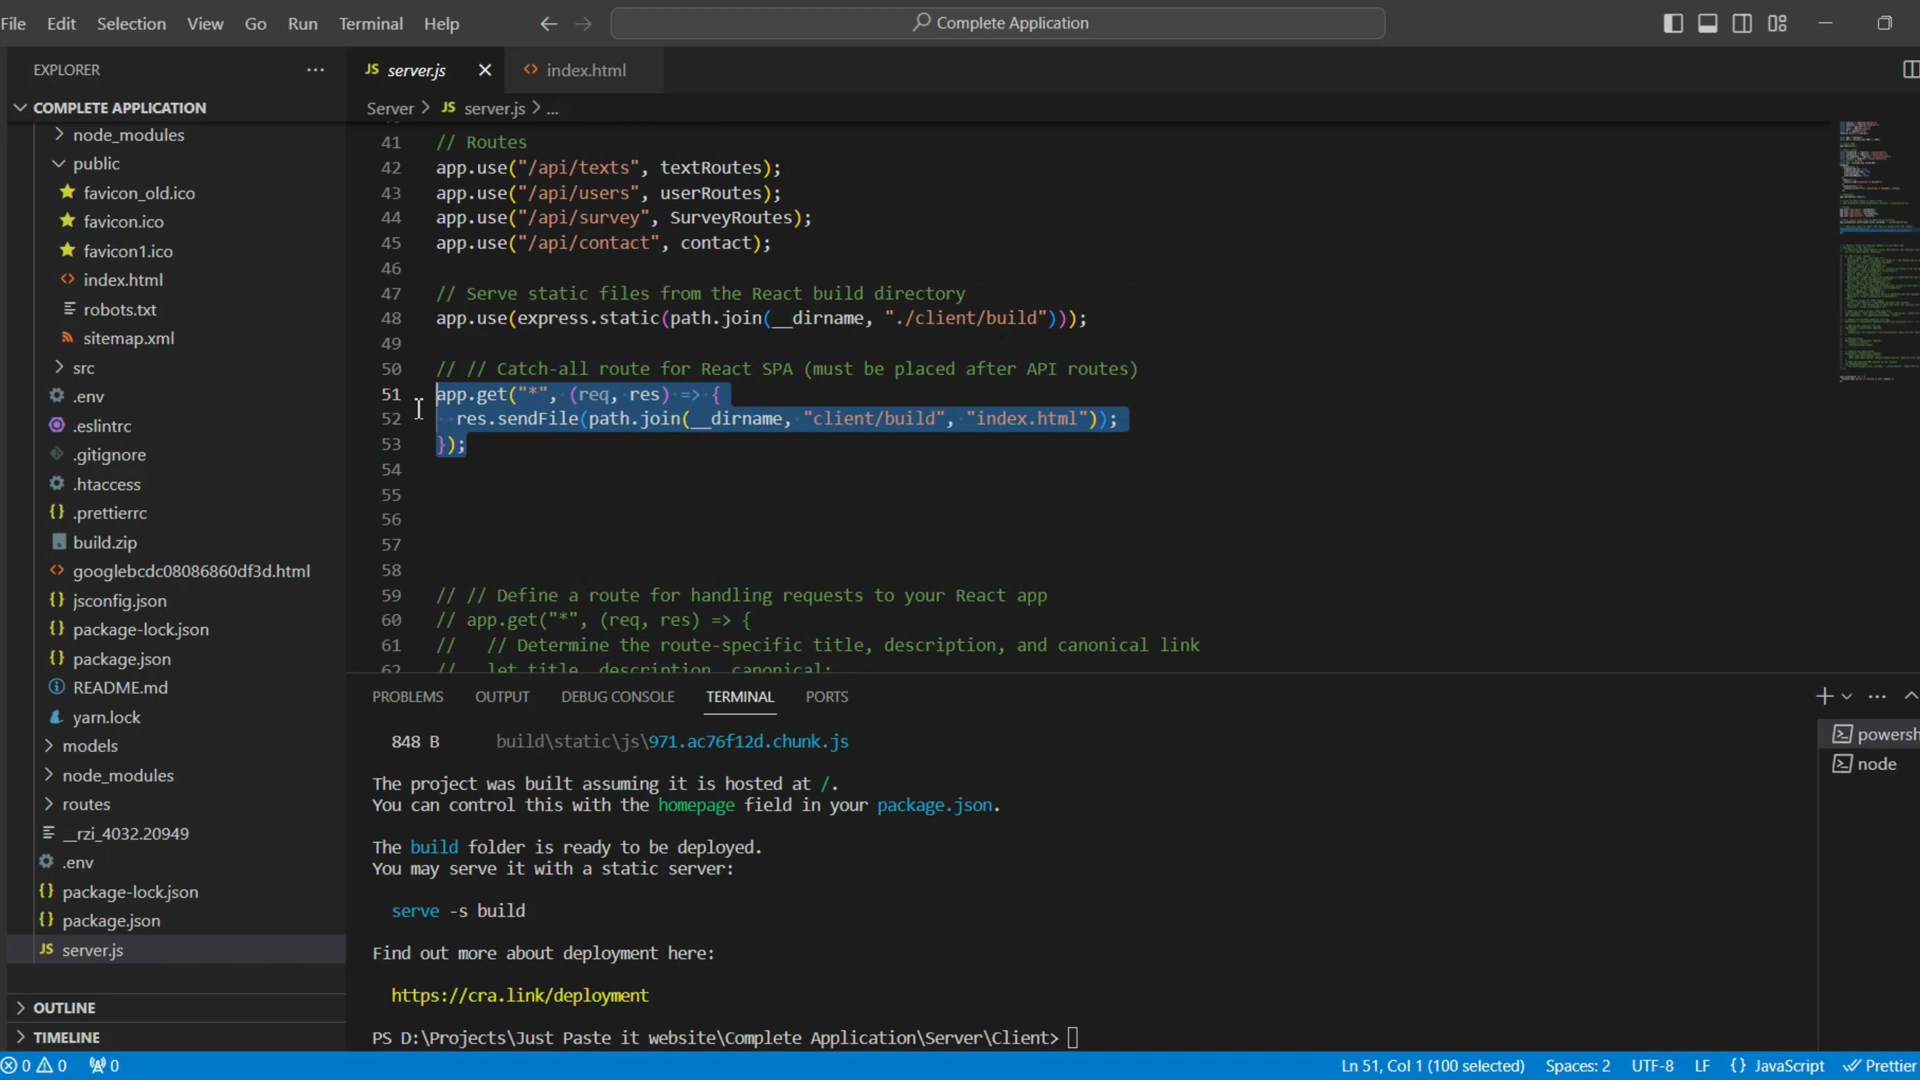 File Edit Selection View Go Run Terminal Help Complete Application
EXPLORER
COMPLETE APPLICATION
node_modules
public
favicon_old.ico
favicon.ico
favicon1.ico
index.html
robots.txt
sitemap.xml
src
.env
.eslintrc
.gitignore
.htaccess
.prettierrc
build.zip
googlebcdc08086860df3d.html
jsconfig.json
package-lock.json
package.json
README.md
yarn.lock
models
node_modules
routes
__rzi_4032.20949
.env
package-lock.json
package.json
JS server.js
OUTLINE
TIMELINE
JS server.js index.html
Server > JS server.js > ...
41 // Routes
42 app.use("/api/texts", textRoutes);
43 app.use("/api/users", userRoutes);
44 app.use("/api/survey", SurveyRoutes);
45 app.use("/api/contact", contact);
46
47 // Serve static files from the React build directory
48 app.use(express.static(path.join(__dirname, "./client/build")));
49
50 // // Catch-all route for React SPA (must be placed after API routes)
51 app.get("*", (req, res) => {
52 res.sendFile(path.join(__dirname, "client/build", "index.html"));
53 });
54
55
56
57
58
59 // // Define a route for handling requests to your React app
60 // app.get("*", (req, res) => {
61 // // Determine the route-specific title, description, and canonical link
62 // let title, description, canonical;
PROBLEMS OUTPUT DEBUG CONSOLE TERMINAL PORTS
848 B build\static\js\971.ac76f12d.chunk.js
The project was built assuming it is hosted at /.
You can control this with the homepage field in your package.json.
The build folder is ready to be deployed.
You may serve it with a static server:
serve -s build
Find out more about deployment here:
https://cra.link/deployment
PS D:\Projects\Just Paste it website\Complete Application\Server\Client>
powersh
node
0 0 0 Ln 51, Col 1 (100 selected) Spaces: 2 UTF-8 LF {} JavaScript Prettier